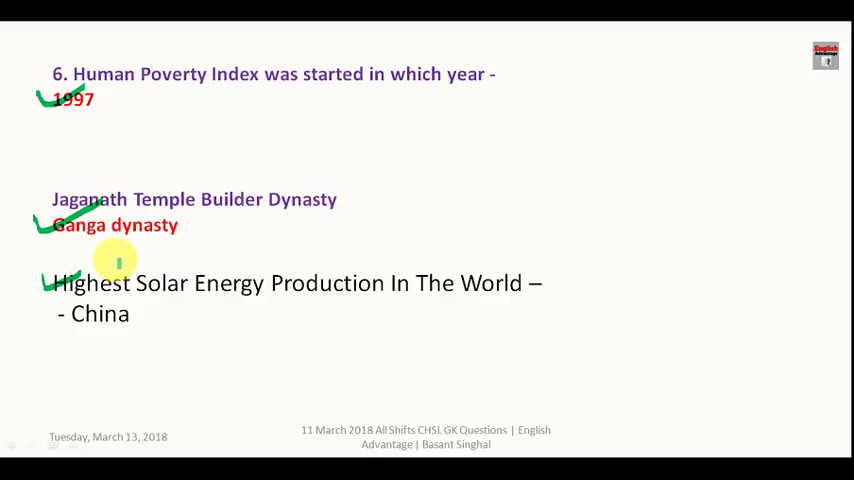 English
Advantage
6. Human Poverty Index was started in which year -
1997
Jaganath Temple Builder Dynasty
Ganga dynasty
Highest Solar Energy Production In The World –
- China
Tuesday, March 13, 2018
11 March 2018 All Shifts CHSL GK Questions | English
Advantage | Basant Singhal